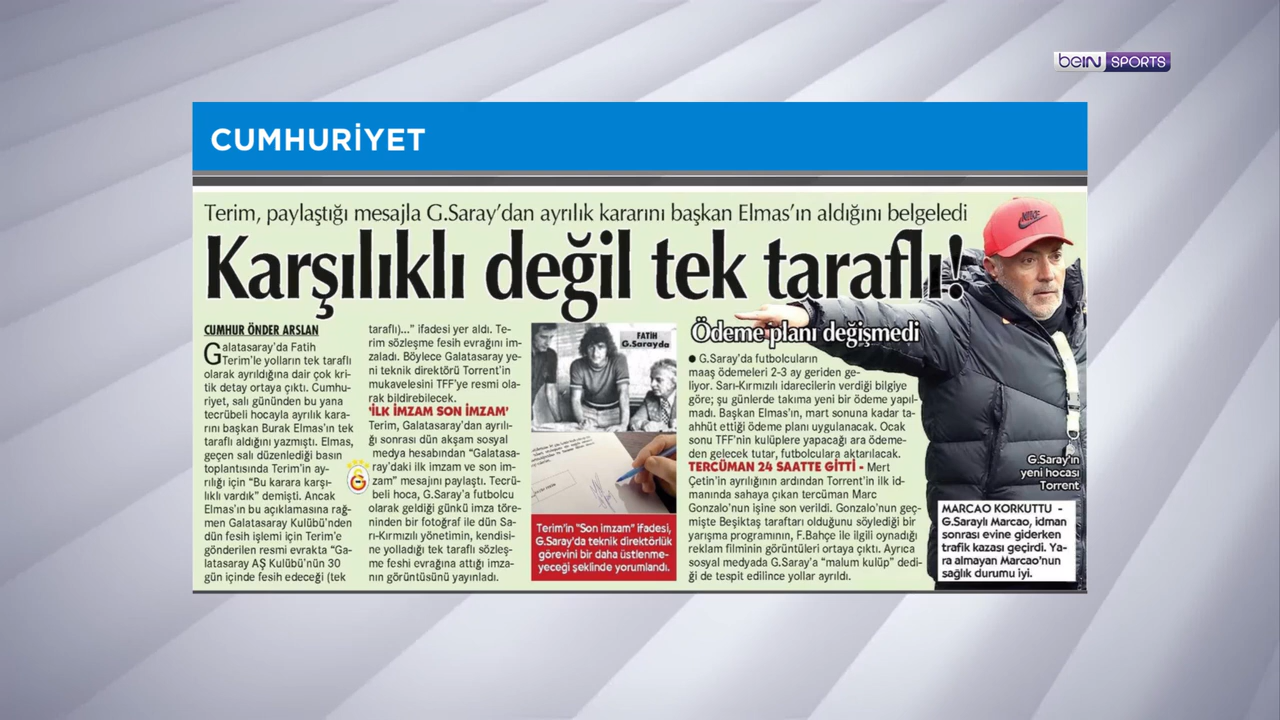 beIN SPORTS
CUMHURİYET
Terim, paylaştığı mesajla G.Saray'dan ayrılık kararını başkan Elmas'ın aldığını belgeledi
Karşılıklı değil tek taraflı!
CUMHUR ÖNDER ARSLAN
Galatasaray'da Fatih
Terim'le yolların tek taraflı
olarak ayrıldığına dair çok kri-
tik detay ortaya çıktı. Cumhu-
riyet, salı gününden bu yana
tecrübeli hocayla ayrılık kara-
rını başkan Burak Elmas'ın tek
taraflı aldığını yazmıştı. Elmas,
geçen salı düzenlediği basın
toplantısında Terim'in ay-
rılığı için "Bu karara karşı-
lıklı vardık" demişti. Ancak
Elmas'ın bu açıklamasına rağ-
men Galatasaray Kulübü'nden
dün fesih işlemi için Terim'e
gönderilen resmi evrakta "Ga-
latasaray AŞ Kulübü'nün 30
gün içinde fesih edeceği (tek
taraflı)..." ifadesi yer aldı. Te-
rim sözleşme fesih evrağını im-
zaladı. Böylece Galatasaray ye-
ni teknik direktörü Torrent'in
mukavelesini TFF'ye resmi ola-
rak bildirebilecek.
'İLK İMZAM SON İMZAM'
Terim, Galatasaray'dan ayrılı-
ğı sonrası dün akşam sosyal
medya hesabından "Galatasa-
ray'daki ilk imzam ve son im-
zam" mesajını paylaştı. Tecrü-
beli hoca, G.Saray'a futbolcu
olarak geldiği günkü imza töre-
ninden bir fotoğraf ile dün Sa-
rı-Kırmızılı yönetimin, kendisi-
ne yolladığı tek taraflı sözleş-
me feshi evrağına attığı imza-
nın görüntüsünü yayınladı.
FATİH
G.Sarayda
Terim'in "Son imzam" ifadesi,
G.Saray'da teknik direktörlük
görevini bir daha üstlenme-
yeceği şeklinde yorumlandı.
Ödeme planı değişmedi
● G.Saray'da futbolcuların
maaş ödemeleri 2-3 ay geriden ge-
liyor. Sarı-Kırmızılı idarecilerin verdiği bilgiye
göre; şu günlerde takıma yeni bir ödeme yapıl-
madı. Başkan Elmas'ın, mart sonuna kadar ta-
ahhüt ettiği ödeme planı uygulanacak. Ocak
sonu TFF'nin kulüplere yapacağı ara ödeme-
den gelecek tutar, futbolculara aktarılacak.
TERCÜMAN 24 SAATTE GİTTİ - Mert
Çetin'in ayrılığının ardından Torrent'in ilk id-
manında sahaya çıkan tercüman Marc
Gonzalo'nun işine son verildi. Gonzalo'nun geç-
mişte Beşiktaş taraftarı olduğunu söylediği bir
yarışma programının, F.Bahçe ile ilgili oynadığı
reklam filminin görüntüleri ortaya çıktı. Ayrıca
sosyal medyada G.Saray'a "malum kulüp" dedi-
ği de tespit edilince yollar ayrıldı.
G.Saray'ın
yeni hocası
Torrent
MARCAO KORKUTTU -
G.Saraylı Marcao, idman
sonrası evine giderken
trafik kazası geçirdi. Ya-
ra almayan Marcao'nun
sağlık durumu iyi.